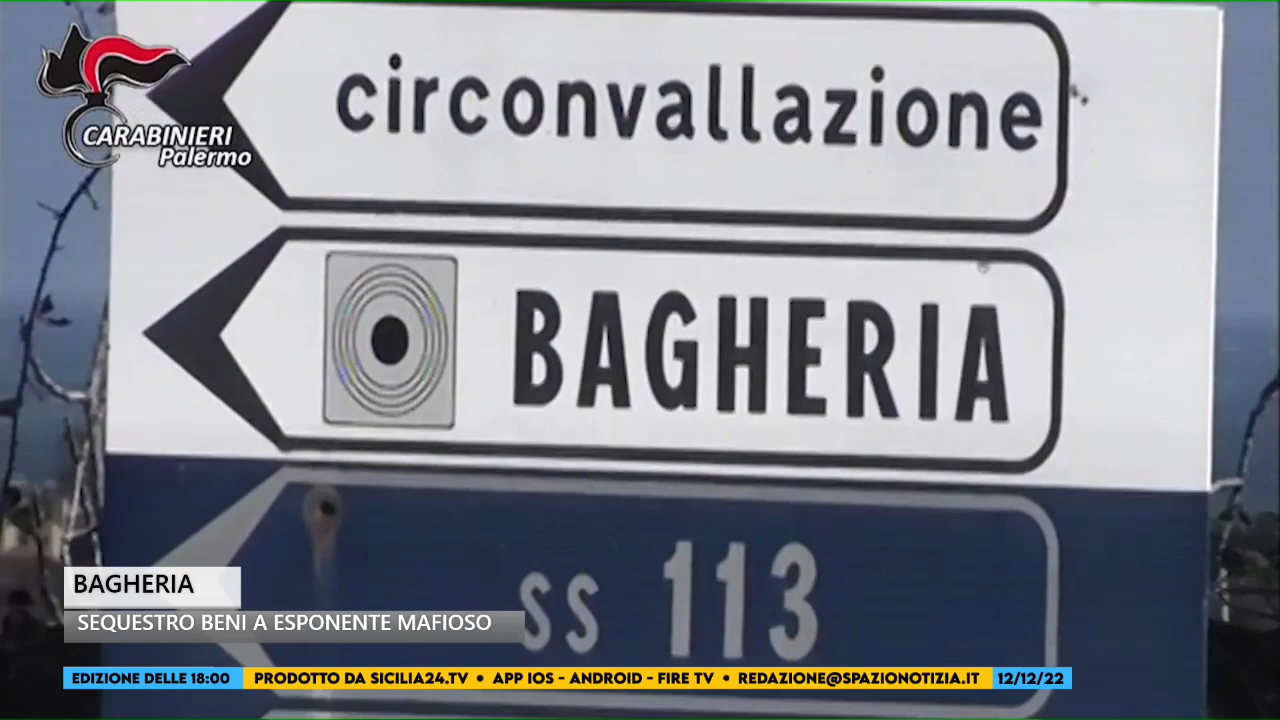 CARABINIERI
Palermo
circonvallazione
BAGHERIA
ss 113
BAGHERIA
SEQUESTRO BENI A ESPONENTE MAFIOSO
EDIZIONE DELLE 18:00 PRODOTTO DA SICILIA24.TV • APP IOS - ANDROID - FIRE TV • REDAZIONE@SPAZIONOTIZIA.IT 12/12/22